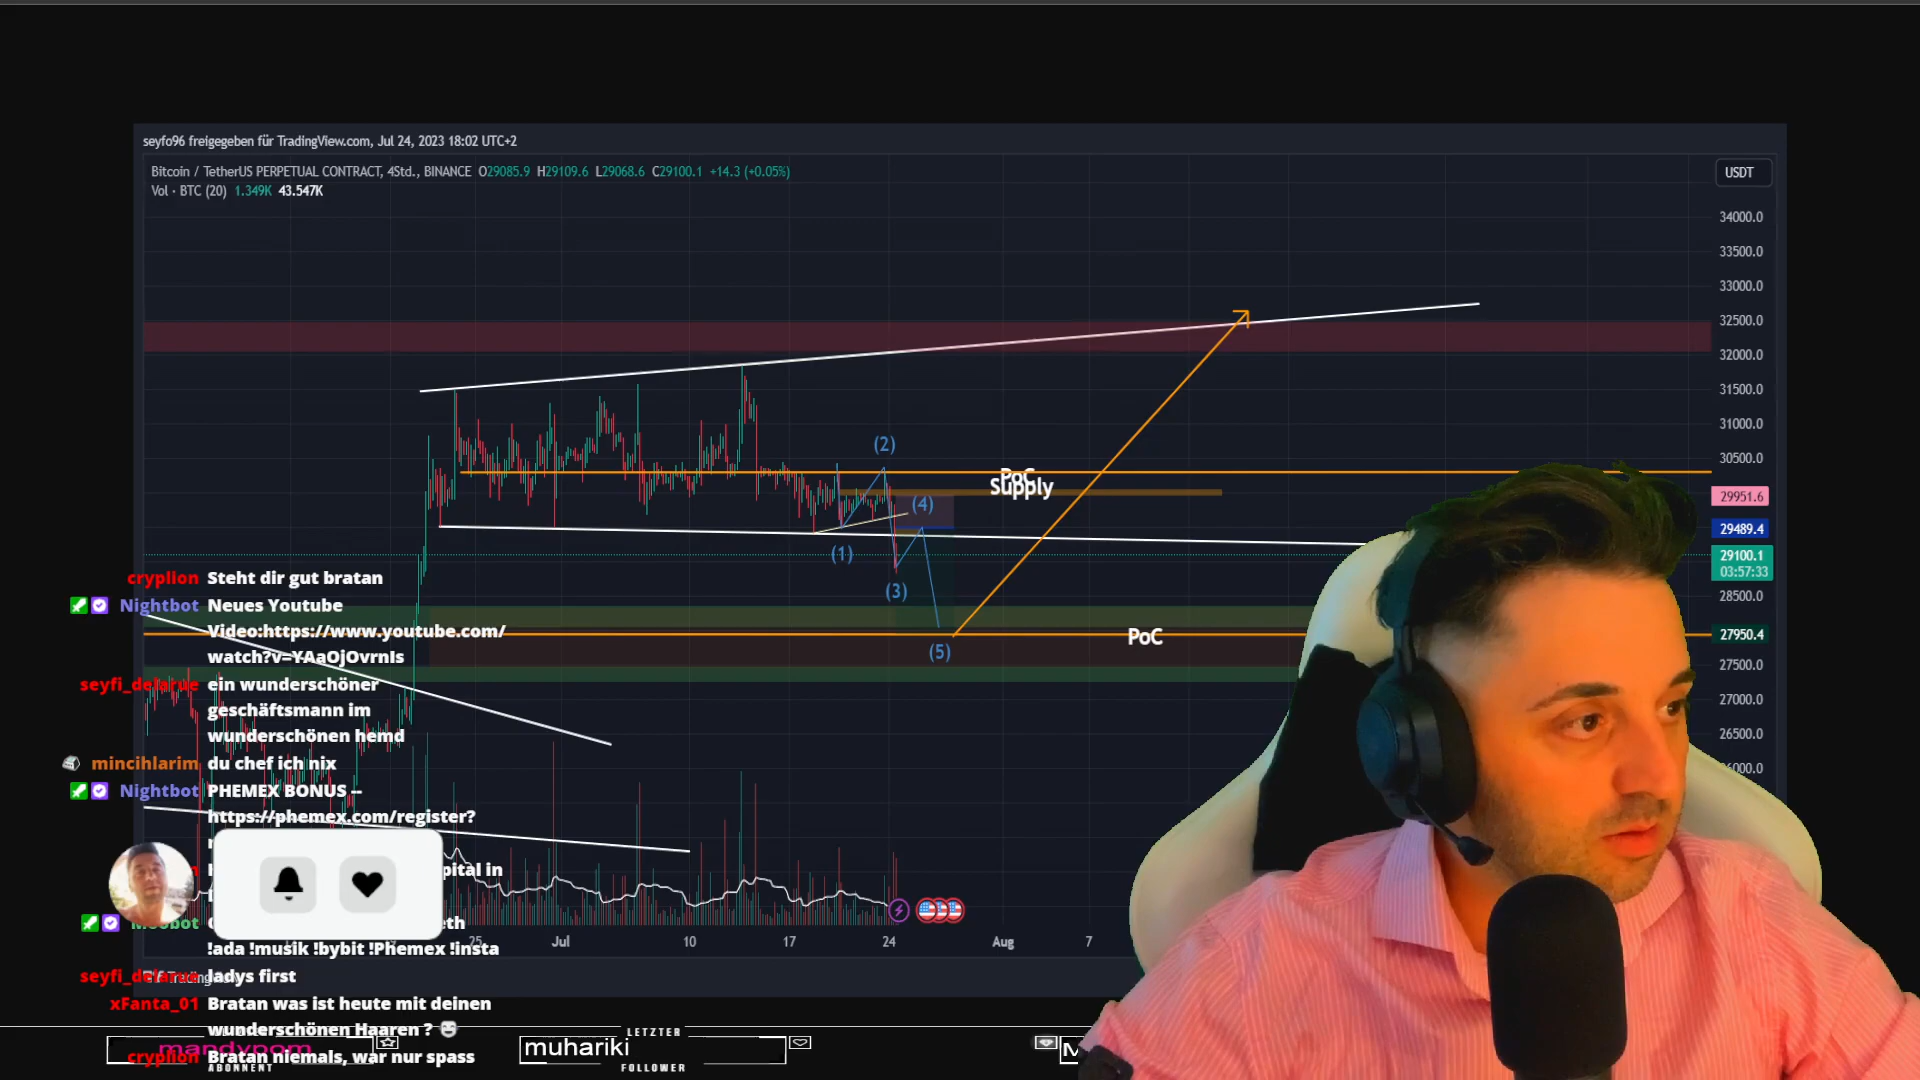 seyfo96 freigegeben für TradingView.com, Jul 24, 2023 18:02 UTC+2
Bitcoin / TetherUS PERPETUAL CONTRACT, 4Std., BINANCE O29085.9 H29109.6 L29068.6 C29100.1 +14.3 (+0.05%)
Vol · BTC (20) 1.349K 43.547K
USDT
34000.0
33500.0
33000.0
32500.0
32000.0
31500.0
31000.0
30500.0
29951.6
29489.4
29100.1
03:57:33
28500.0
27950.4
27500.0
27000.0
26500.0
(2)
PoC
Supply
(4)
(1)
(3)
PoC
(5)
cryplion Steht dir gut bratan
Nightbot Neues Youtube
Video:https://www.youtube.com/
watch?v=YAaOjOvrnIs
seyfi_delarue ein wunderschöner
geschäftsmann im
wunderschönen hemd
mincihlarim du chef ich nix
Nightbot PHEMEX BONUS --
https://phemex.com/register?
pital in
eth
!ada !musik !bybit !Phemex !insta
seyfi_delarue ladys first
xFanta_01 Bratan was ist heute mit deinen
wunderschönen Haaren ?
cryplion Bratan niemals, war nur spass
25
Jul
10
17
24
Aug
7
mandypom
ABONNENT
LETZTER
muhariki
FOLLOWER